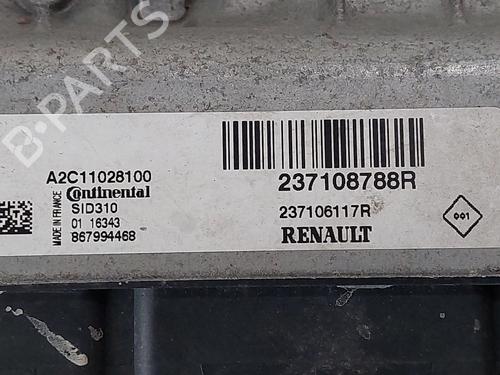 B-PARTS
A2C11028100
Continental
SID310
01 16343
867994468
MADE IN FRANCE
237108788R
237106117R
RENAULT
001